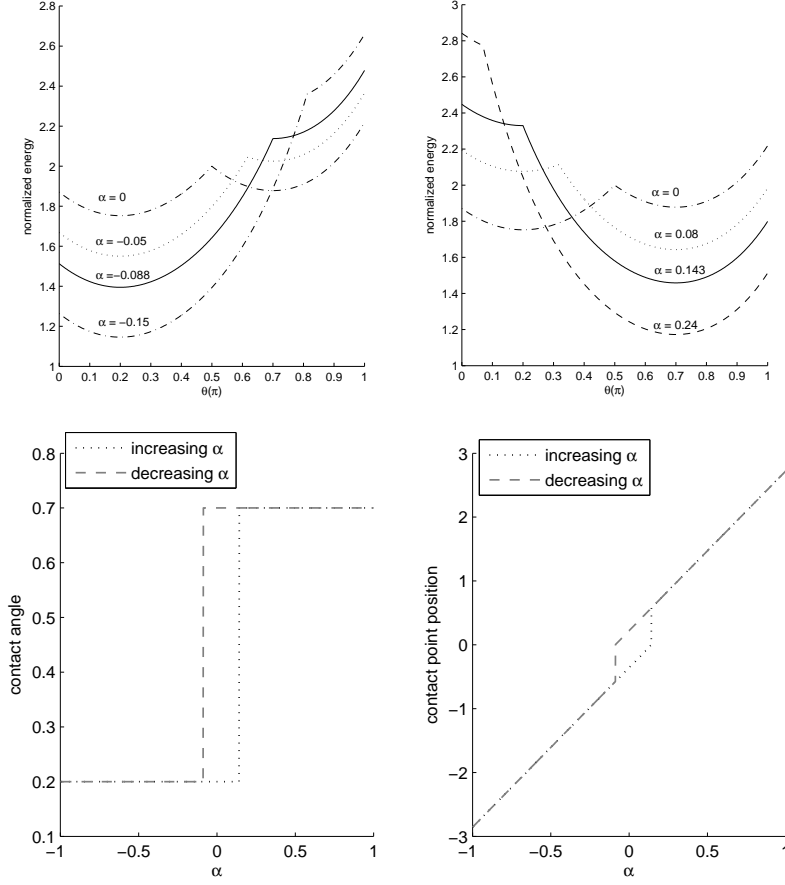 2.8
2.6
2.4
2.2
2
1.8
1.6
1.4
1.2
1
normalized energy
α = 0
α = −0.05
α =−0.088
α = −0.15
0 0.1 0.2 0.3 0.4 0.5 0.6 0.7 0.8 0.9 1
θ(π)
3
2.8
2.6
2.4
2.2
2
1.8
1.6
1.4
1.2
1
normalized energy
α = 0
α = 0.08
α = 0.143
α = 0.24
0 0.1 0.2 0.3 0.4 0.5 0.6 0.7 0.8 0.9 1
θ(π)
increasing α
decreasing α
0.8
0.7
0.6
0.5
0.4
0.3
0.2
0.1
contact angle
−1 −0.5 0 0.5 1
α
increasing α
decreasing α
3
2
1
0
−1
−2
−3
contact point position
−1 −0.5 0 0.5
α